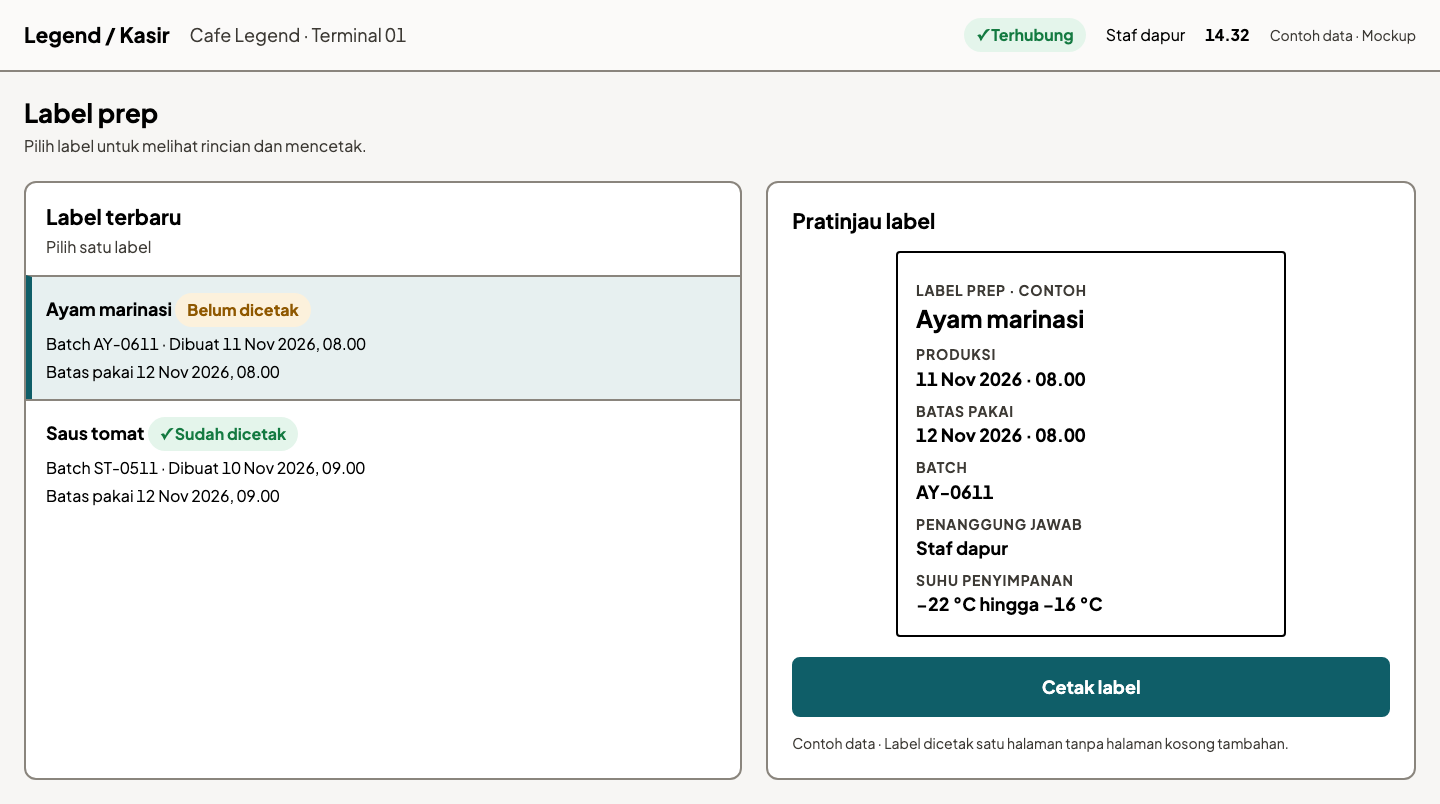 Legend / Kasir Cafe Legend · Terminal 01 ✓Terhubung Staf dapur 14.32 Contoh data · Mockup
Label prep
Pilih label untuk melihat rincian dan mencetak.
Label terbaru
Pilih satu label
Ayam marinasi Belum dicetak
Batch AY-0611 · Dibuat 11 Nov 2026, 08.00
Batas pakai 12 Nov 2026, 08.00
Saus tomat ✓Sudah dicetak
Batch ST-0511 · Dibuat 10 Nov 2026, 09.00
Batas pakai 12 Nov 2026, 09.00
Pratinjau label
LABEL PREP · CONTOH
Ayam marinasi
PRODUKSI
11 Nov 2026 · 08.00
BATAS PAKAI
12 Nov 2026 · 08.00
BATCH
AY-0611
PENANGGUNG JAWAB
Staf dapur
SUHU PENYIMPANAN
−22 °C hingga −16 °C
Cetak label
Contoh data · Label dicetak satu halaman tanpa halaman kosong tambahan.